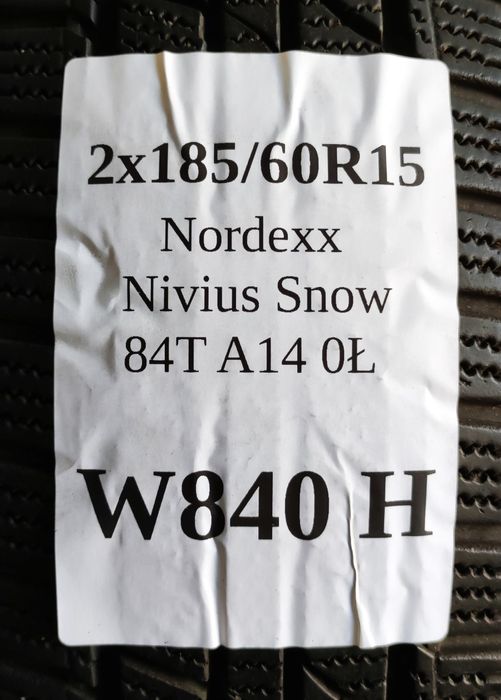 2x185/60R15
Nordexx
Nivius Snow
84T A14 0Ł
W840 H